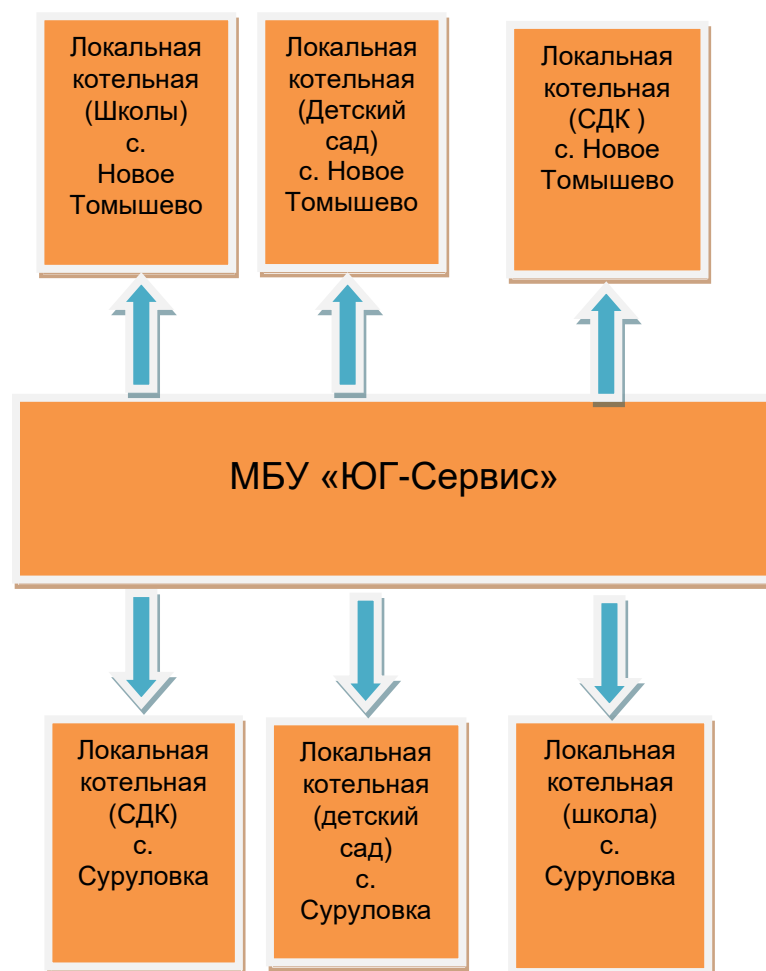 Локальная
котельная
(Школы)
с.
Новое
Томышево
Локальная
котельная
(Детский
сад)
с. Новое
Томышево
Локальная
котельная
(СДК )
с. Новое
Томышево
МБУ «ЮГ-Сервис»
Локальная
котельная
(СДК)
с.
Суруловка
Локальная
котельная
(детский
сад)
с.
Суруловка
Локальная
котельная
(школа)
с.
Суруловка